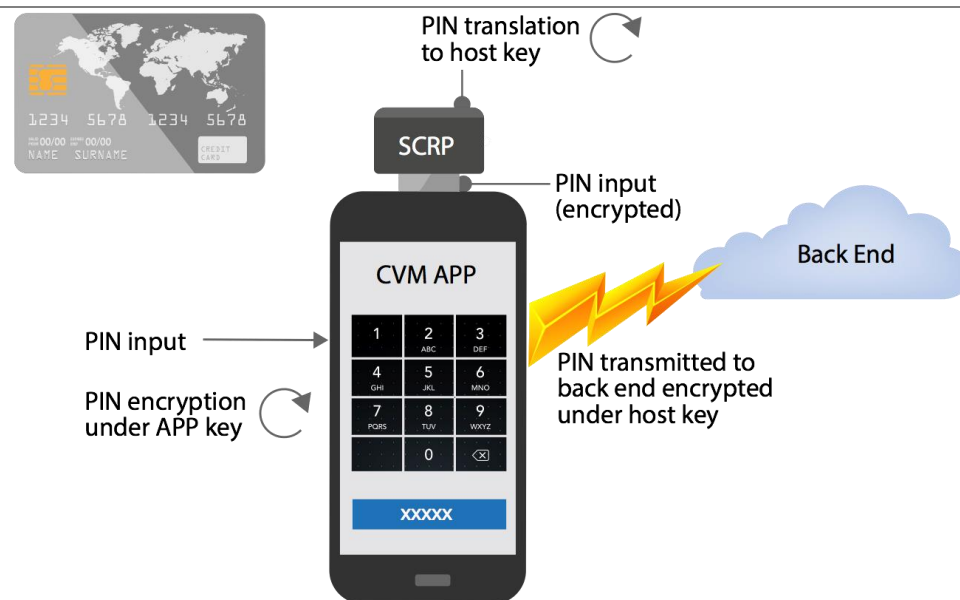 PIN translation
to host key
1234 5678 1234 5678
00/00 00/00
NAME SURNAME
CREDIT
CARD
SCRP
PIN input
(encrypted)
Back End
CVM APP
1 2 3
ABC DEF
PIN input
4 5 6
GHI JKL MNO
PIN transmitted to
back end encrypted
under host key
PIN encryption
under APP key
7 8 9
PQRS TUV WXYZ
0
XXXXX